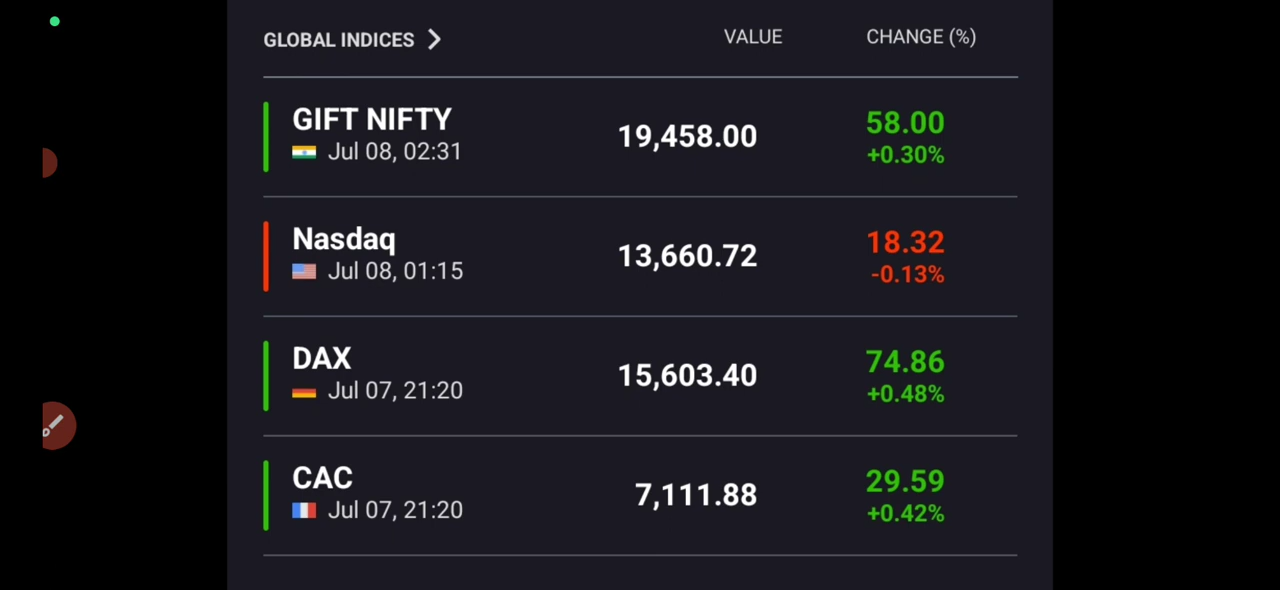 GLOBAL INDICES VALUE CHANGE (%)
GIFT NIFTY 19,458.00 58.00
Jul 08, 02:31 +0.30%
Nasdaq 13,660.72 18.32
Jul 08, 01:15 -0.13%
DAX 15,603.40 74.86
Jul 07, 21:20 +0.48%
CAC 7,111.88 29.59
Jul 07, 21:20 +0.42%